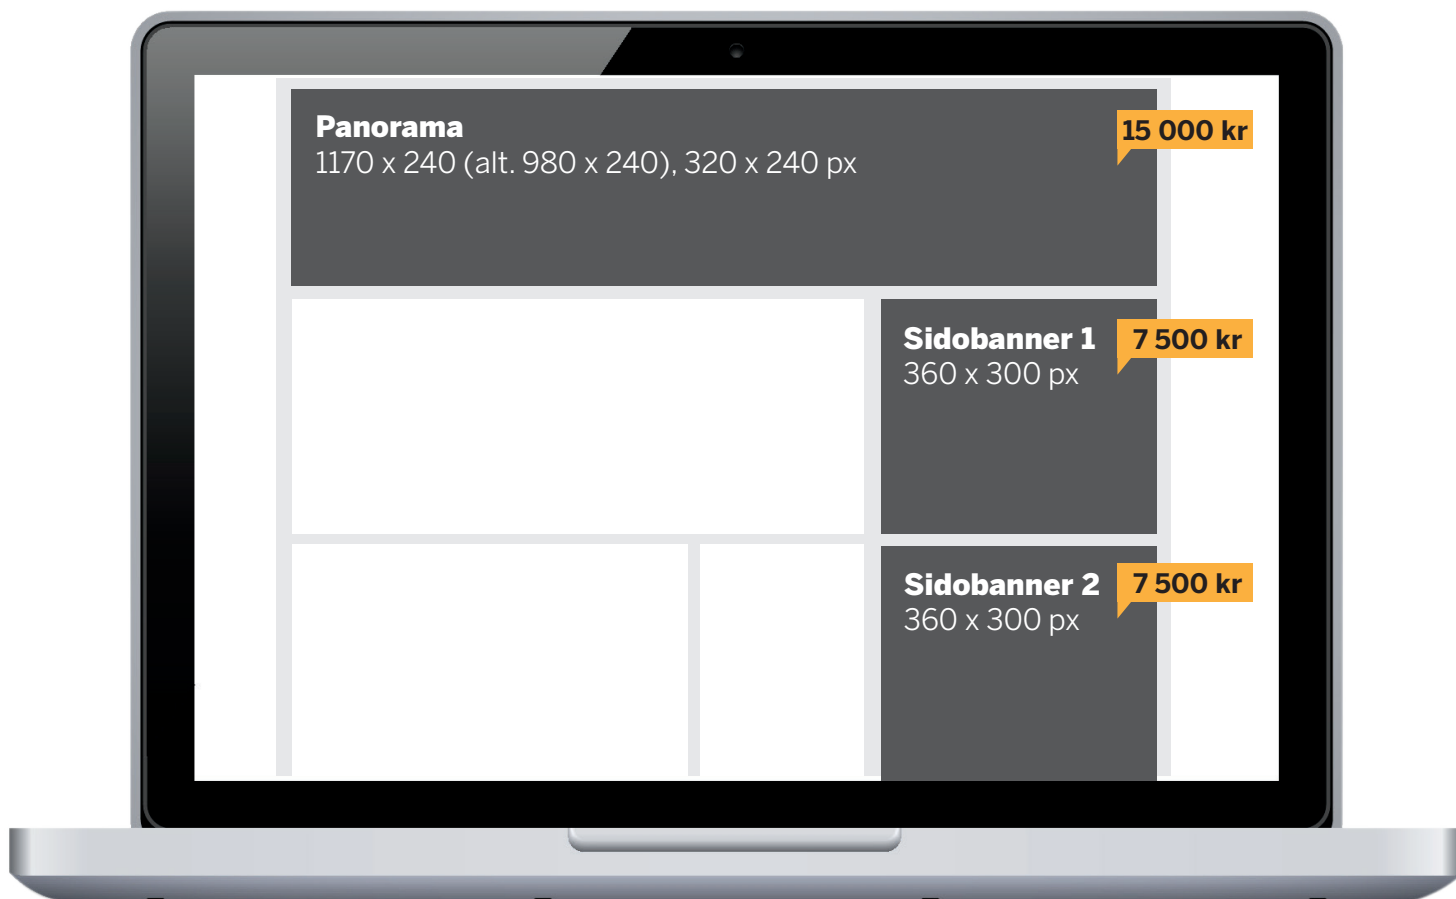 Panorama
15 000 kr
1170 x 240 (alt. 980 x 240), 320 x 240 px
Sidobanner 1
7 500 kr
360 x 300 px
Sidobanner 2
7 500 kr
360 x 300 px